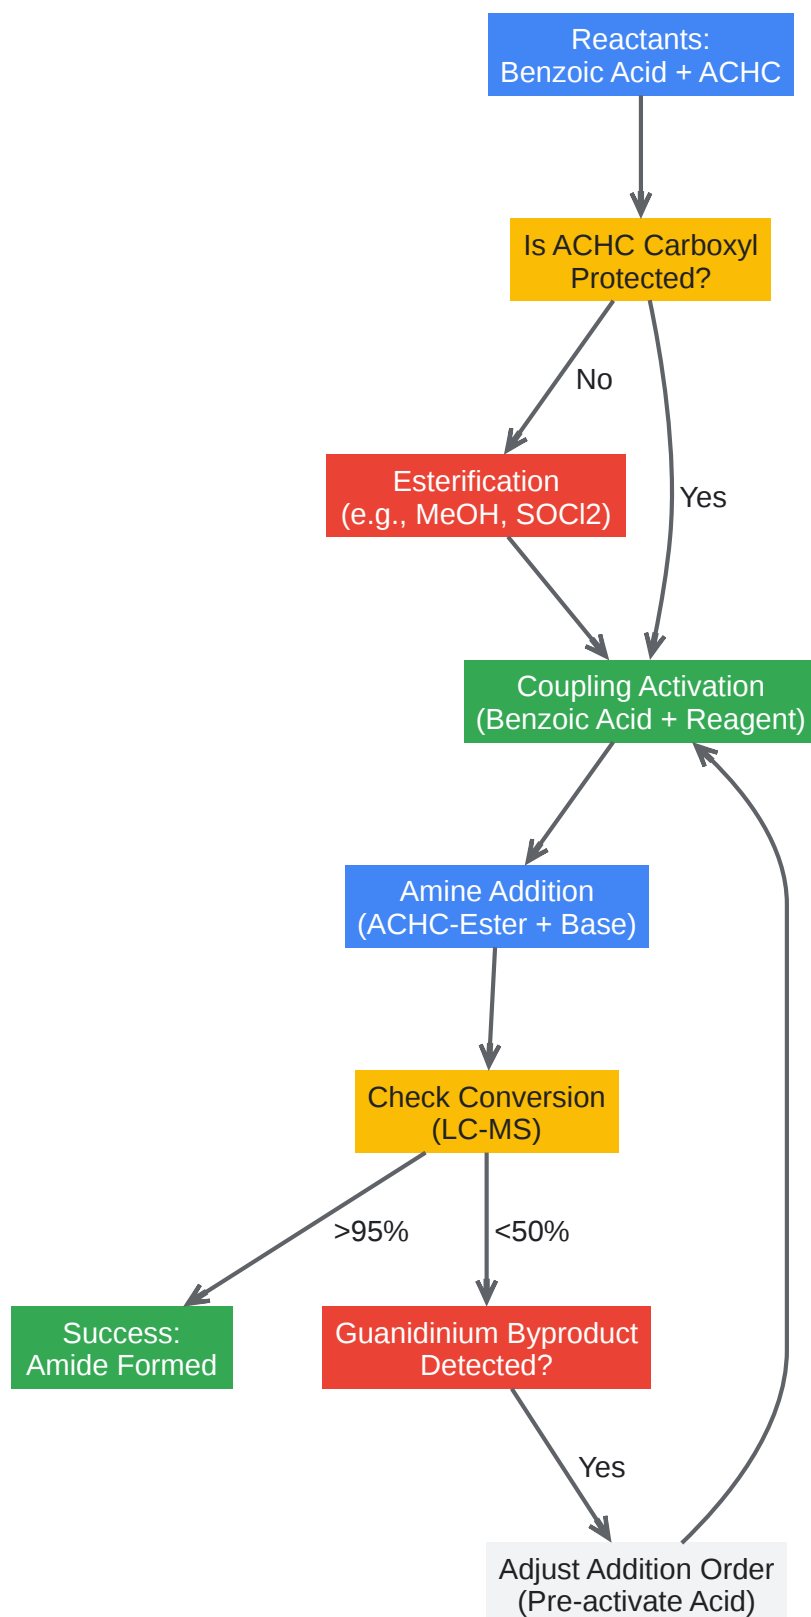 Reactants:
Benzoic Acid + ACHC
Is ACHC Carboxyl
Protected?
No
Esterification
(e.g., MeOH, SOCl2)
Yes
Coupling Activation
(Benzoic Acid + Reagent)
Amine Addition
(ACHC-Ester + Base)
Check Conversion
(LC-MS)
>95%
<50%
Success:
Amide Formed
Guanidinium Byproduct
Detected?
Yes
Adjust Addition Order
(Pre-activate Acid)